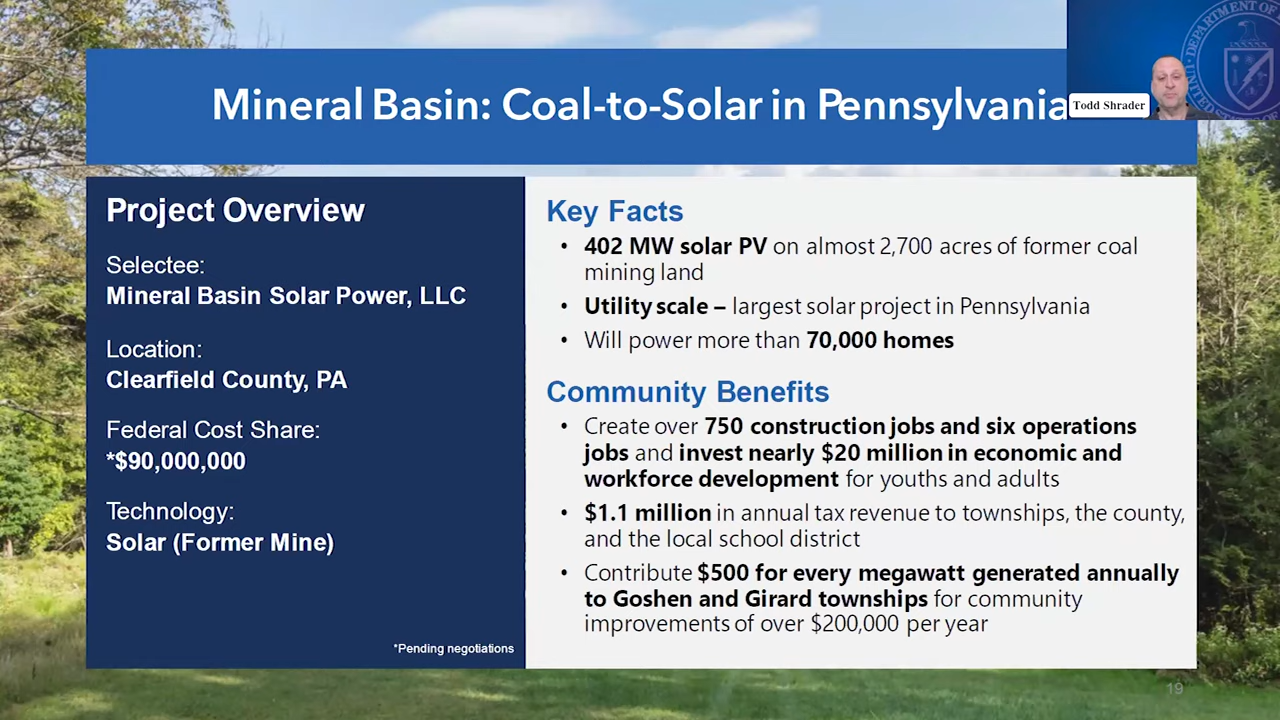 Mineral Basin: Coal-to-Solar in Pennsylvania
Todd Shrader
Project Overview
Selectee:
Mineral Basin Solar Power, LLC
Location:
Clearfield County, PA
Federal Cost Share:
*$90,000,000
Technology:
Solar (Former Mine)
*Pending negotiations
Key Facts
• 402 MW solar PV on almost 2,700 acres of former coal
mining land
• Utility scale – largest solar project in Pennsylvania
• Will power more than 70,000 homes
Community Benefits
• Create over 750 construction jobs and six operations
jobs and invest nearly $20 million in economic and
workforce development for youths and adults
• $1.1 million in annual tax revenue to townships, the county,
and the local school district
• Contribute $500 for every megawatt generated annually
to Goshen and Girard townships for community
improvements of over $200,000 per year
19